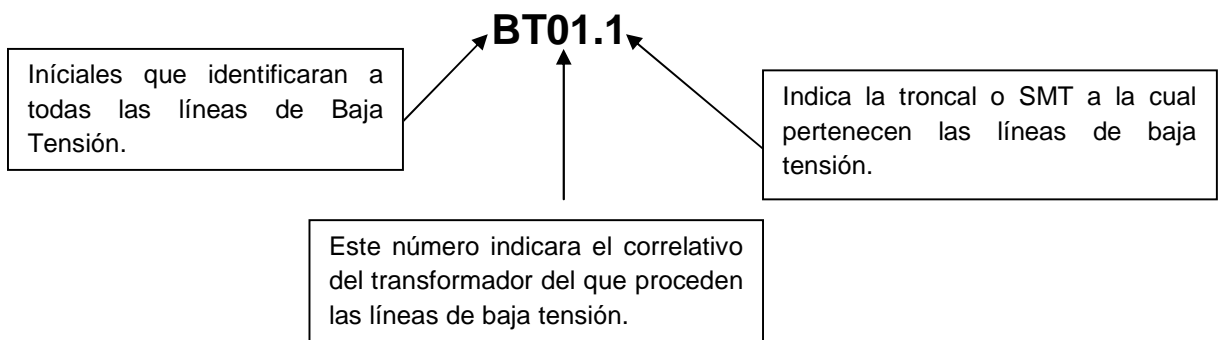 BT01.1
Iníciales que identificaran a
todas las líneas de Baja
Tensión.
Indica la troncal o SMT a la cual
pertenecen las líneas de baja
tensión.
Este número indicara el correlativo
del transformador del que proceden
las líneas de baja tensión.